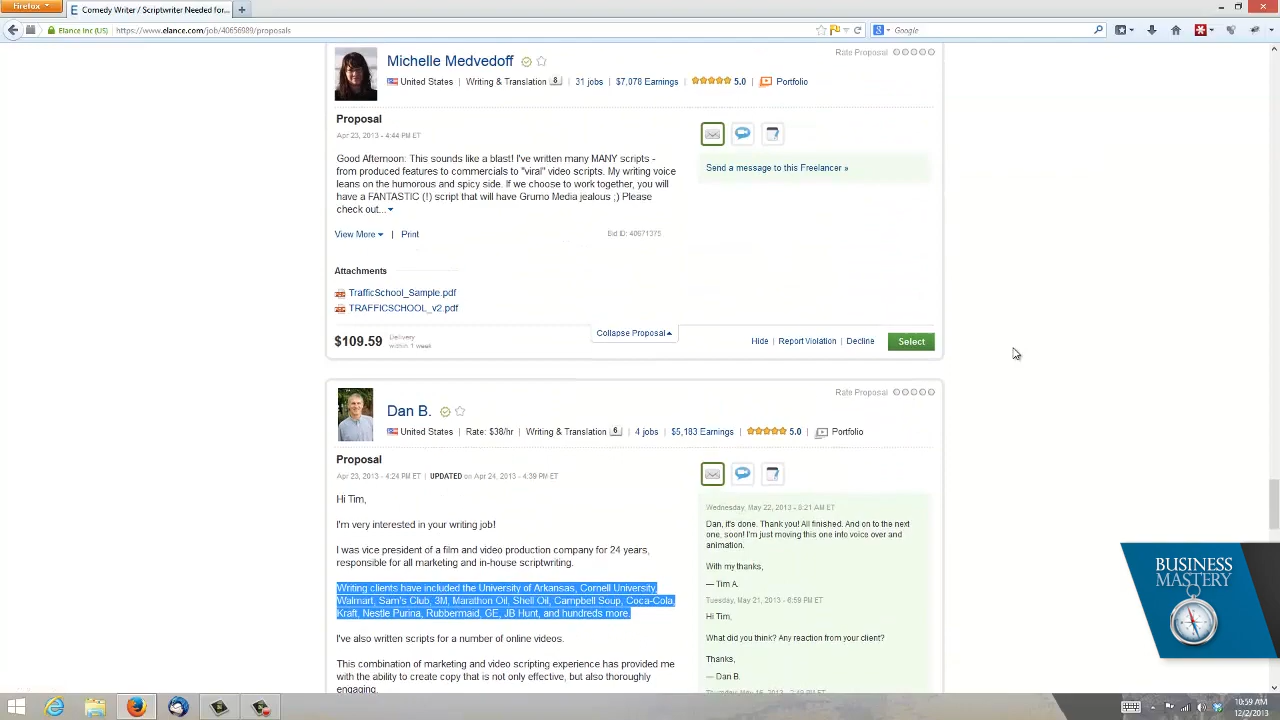 Firefox
Comedy Writer / Scriptwriter Needed for...
Elance Inc (US)
https://www.elance.com/job/40656989/proposals
Google
Michelle Medvedoff
Rate Proposal
United States | Writing & Translation 8 | 31 jobs | $7,078 Earnings | 5.0 | Portfolio
Proposal
Apr 23, 2013 - 4:44 PM ET
Good Afternoon: This sounds like a blast! I've written many MANY scripts -
from produced features to commercials to "viral" video scripts. My writing voice
leans on the humorous and spicy side. If we choose to work together, you will
have a FANTASTIC (!) script that will have Grumo Media jealous ;) Please
check out...
Send a message to this Freelancer »
View More | Print
Bid ID: 40671375
Attachments
TrafficSchool_Sample.pdf
TRAFFICSCHOOL_v2.pdf
$109.59
Delivery
within 1 week
Collapse Proposal
Hide | Report Violation | Decline
Select
Dan B.
Rate Proposal
United States | Rate: $38/hr | Writing & Translation 6 | 4 jobs | $5,183 Earnings | 5.0 | Portfolio
Proposal
Apr 23, 2013 - 4:24 PM ET | UPDATED on Apr 24, 2013 - 4:39 PM ET
Hi Tim,
I'm very interested in your writing job!
I was vice president of a film and video production company for 24 years,
responsible for all marketing and in-house scriptwriting.
Writing clients have included the University of Arkansas, Cornell University,
Walmart, Sam's Club, 3M, Marathon Oil, Shell Oil, Campbell Soup, Coca-Cola,
Kraft, Nestle Purina, Rubbermaid, GE, JB Hunt, and hundreds more.
I've also written scripts for a number of online videos.
This combination of marketing and video scripting experience has provided me
with the ability to create copy that is not only effective, but also thoroughly
engaging.
Wednesday, May 22, 2013 - 9:21 AM ET
Dan, it's done. Thank you! All finished. And on to the next
one, soon! I'm just moving this one into voice over and
animation.
With my thanks,
— Tim A.
Tuesday, May 21, 2013 - 6:59 PM ET
Hi Tim,
What did you think? Any reaction from your client?
Thanks,
— Dan B.
BUSINESS
MASTERY
10:59 AM
12/2/2013